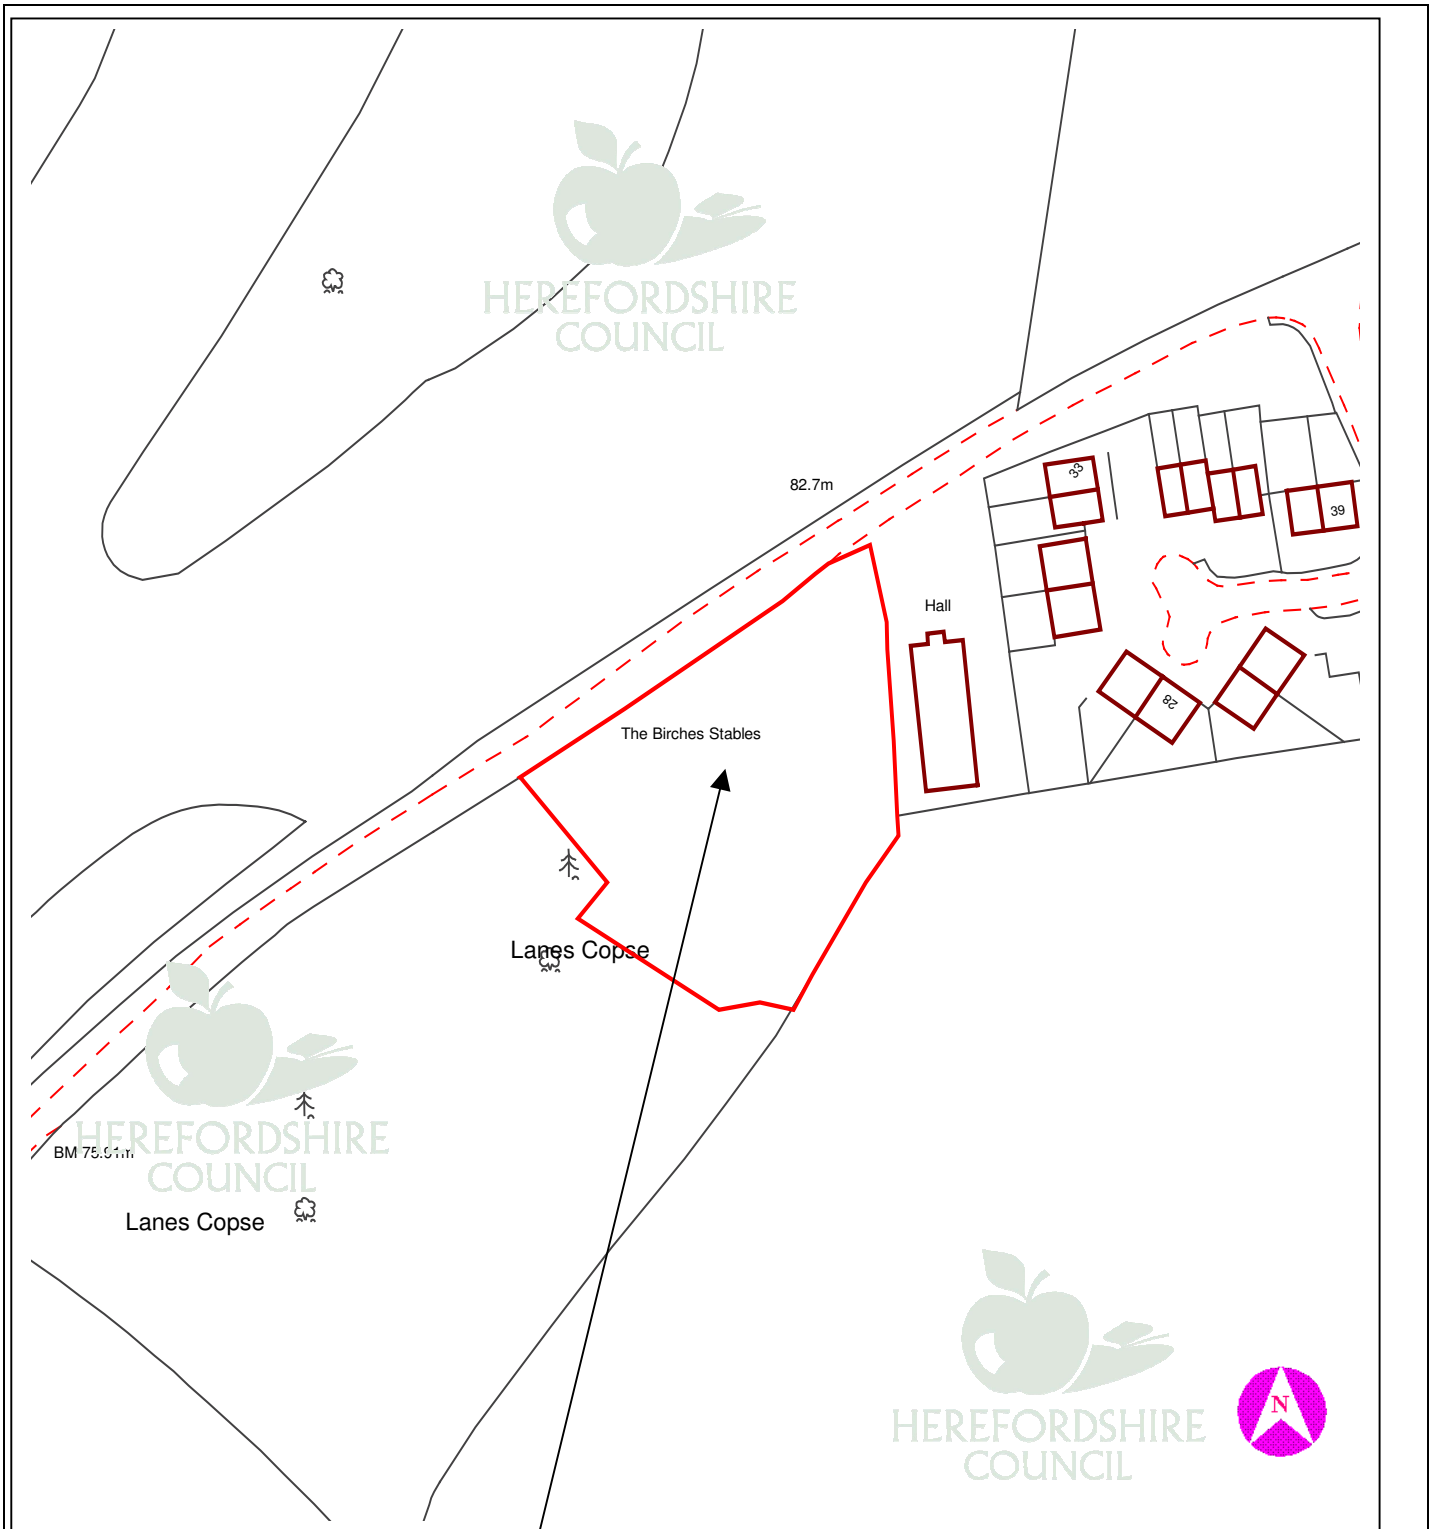 HEREFORDSHIRE
COUNCIL
33
82.7m
39
Hall
28
The Birches Stables
Lanes Copse
HEREFORDSHIRE
COUNCIL
BM
Lanes Copse
HEREFORDSHIRE
COUNCIL
N